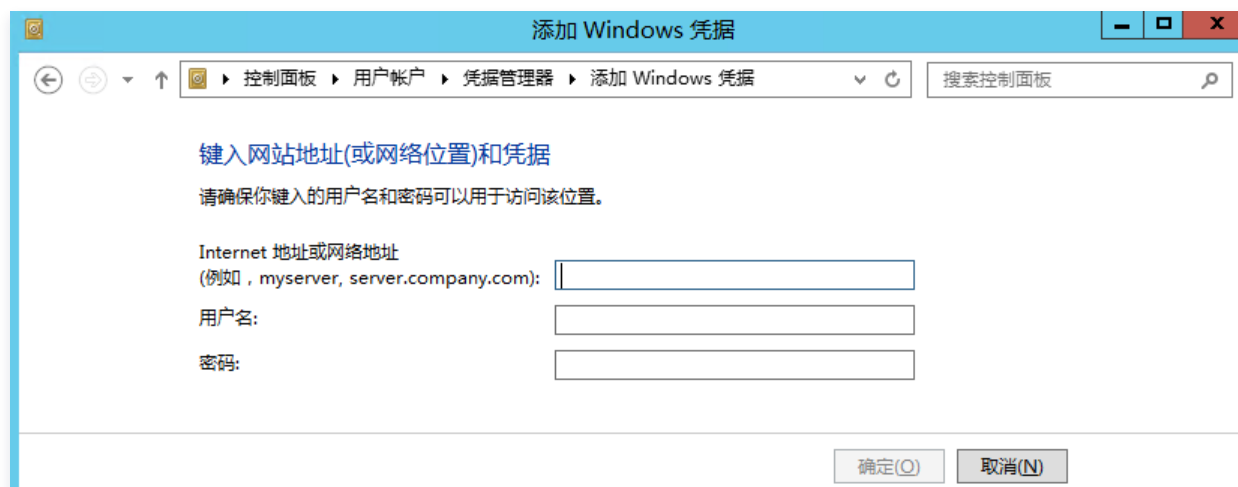 添加 Windows 凭据
控制面板 用户帐户 凭据管理器 添加 Windows 凭据 搜索控制面板
键入网站地址(或网络位置)和凭据
请确保你键入的用户名和密码可以用于访问该位置。
Internet 地址或网络地址
(例如，myserver, server.company.com):
用户名:
密码:
确定(O) 取消(N)